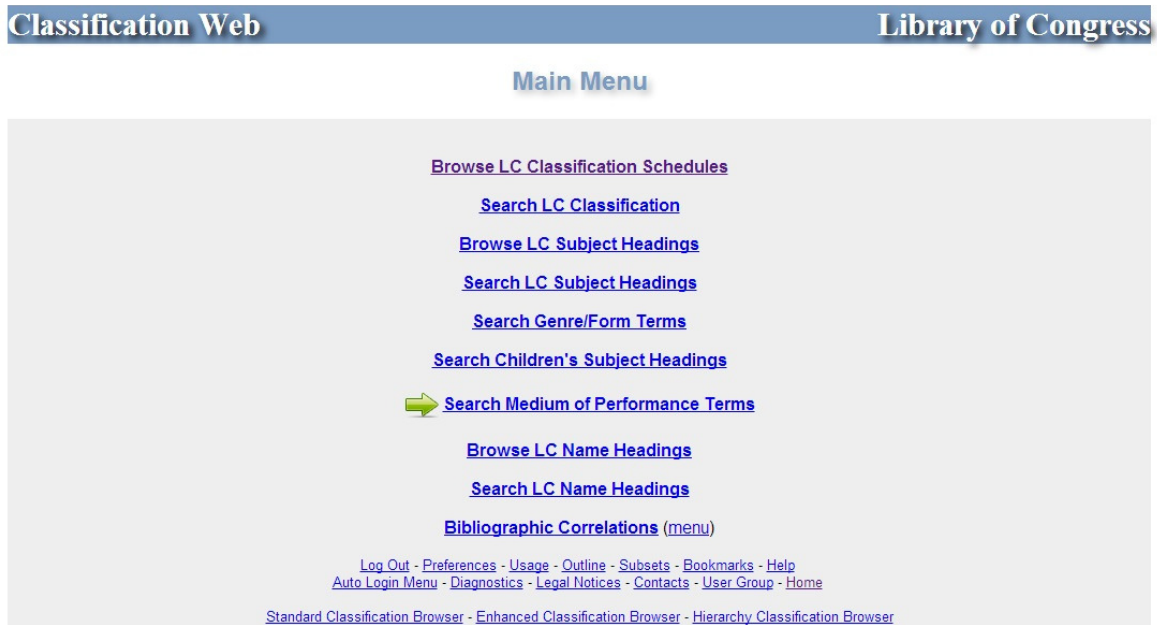 Classification Web Library of Congress
Main Menu
Browse LC Classification Schedules
Search LC Classification
Browse LC Subject Headings
Search LC Subject Headings
Search Genre/Form Terms
Search Children's Subject Headings
Search Medium of Performance Terms
Browse LC Name Headings
Search LC Name Headings
Bibliographic Correlations (menu)
Log Out - Preferences - Usage - Outline - Subsets - Bookmarks - Help
Auto Login Menu - Diagnostics - Legal Notices - Contacts - User Group - Home
Standard Classification Browser - Enhanced Classification Browser - Hierarchy Classification Browser